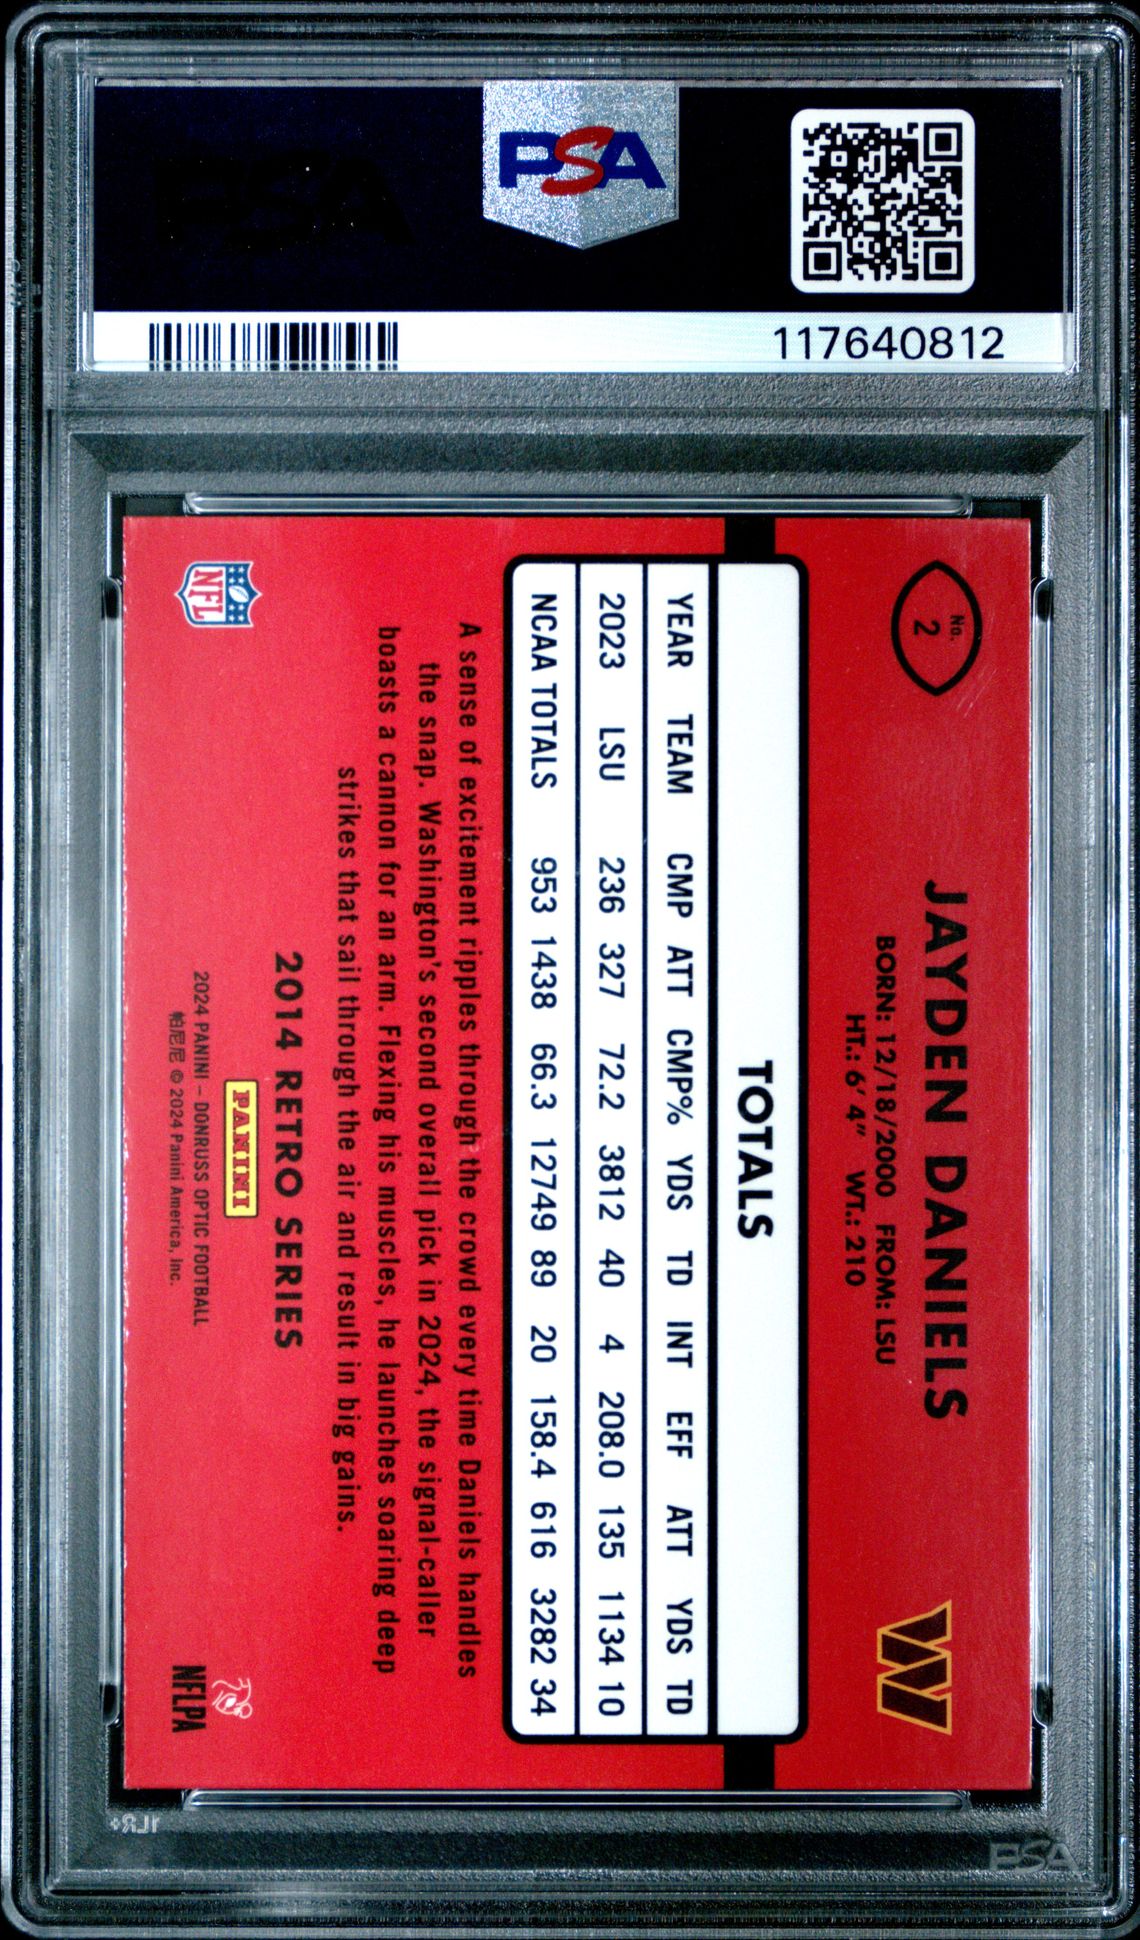 PSA
117640812
No.
2
JAYDEN DANIELS
BORN: 12/18/2000 FROM: LSU
HT.: 6' 4" WT.: 210
W
TOTALS
YEAR TEAM CMP ATT CMP% YDS TD INT EFF ATT YDS TD
2023 LSU 236 327 72.2 3812 40 4 208.0 135 1134 10
NCAA TOTALS 953 1438 66.3 12749 89 20 158.4 616 3282 34
A sense of excitement ripples through the crowd every time Daniels handles
the snap. Washington's second overall pick in 2024, the signal-caller
boasts a cannon for an arm. Flexing his muscles, he launches soaring deep
strikes that sail through the air and result in big gains.
2014 RETRO SERIES
PANINI
2024 PANINI – DONRUSS OPTIC FOOTBALL
帕尼尼 © 2024 Panini America, Inc.
NFL
NFLPA
PSA